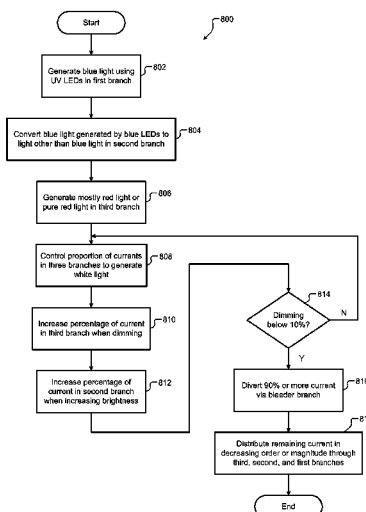 Start
800
Generate blue light using
UV LEDs in first branch
802
Convert blue light generated by blue LEDs to
light other than blue light in second branch
804
Generate mostly red light or
pure red light in third branch
806
Control proportion of currants
in three branches to generate
white light
808
Increase percentage of current
in third branch when dimming
810
Increase percentage of
current in second branch
when increasing brightness
812
Dimming
below 10%?
814
N
Y
Divert 90% or more current
via bleader branch
81
Distribute remaining current in
decreasing order or magnitude through
third, second, and first branches
81
End